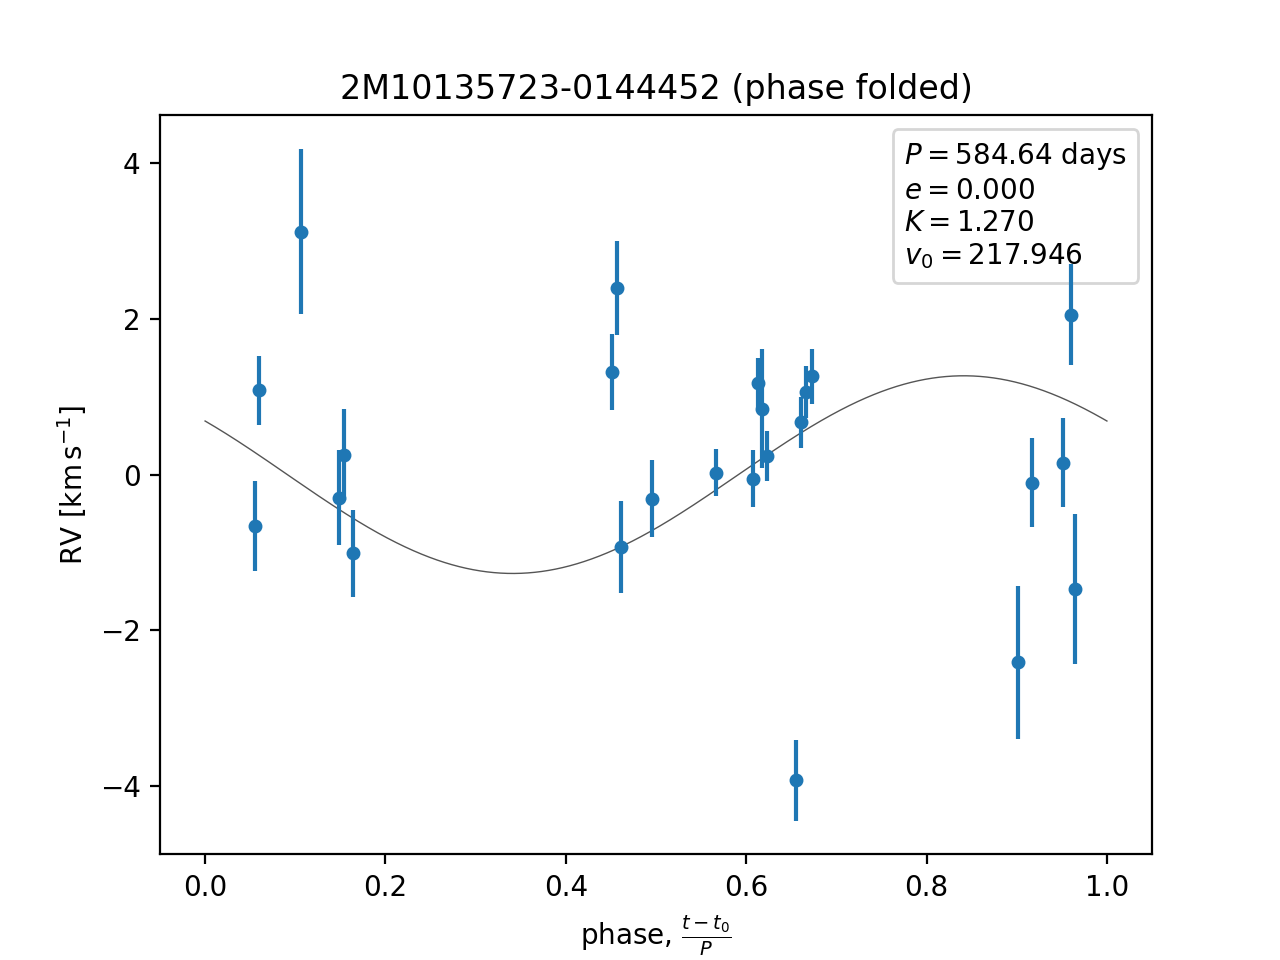 2M10135723-0144452 (phase folded)
P = 584.64 days
e = 0.000
K = 1.270
v₀ = 217.946
RV [km s⁻¹]
4
2
0
−2
−4
0.0 0.2 0.4 0.6 0.8 1.0
phase, (t − t₀)/P